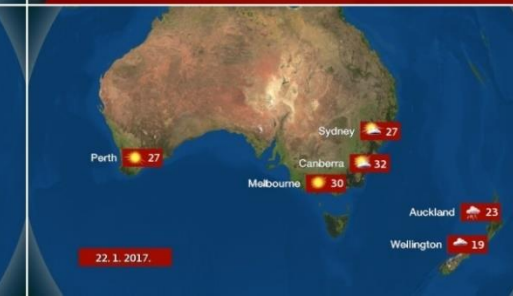 Sydney 27
Perth 27
Canberra 32
Melbourne 30
Auckland 23
Wellington 19
22. 1. 2017.